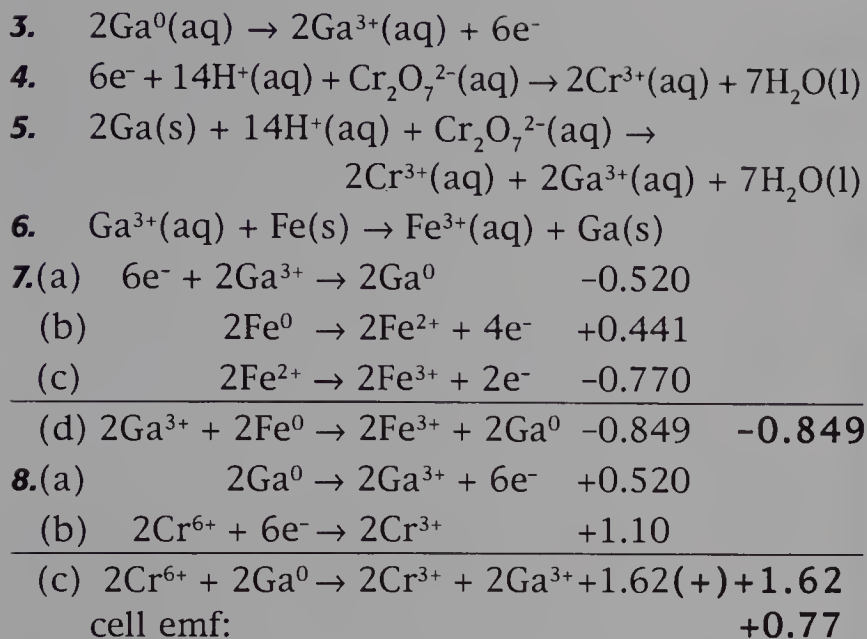 3. 2Ga⁰(aq) → 2Ga³⁺(aq) + 6e⁻
4. 6e⁻ + 14H⁺(aq) + Cr₂O₇²⁻(aq) → 2Cr³⁺(aq) + 7H₂O(l)
5. 2Ga(s) + 14H⁺(aq) + Cr₂O₇²⁻(aq) →
2Cr³⁺(aq) + 2Ga³⁺(aq) + 7H₂O(l)
6. Ga³⁺(aq) + Fe(s) → Fe³⁺(aq) + Ga(s)
7.(a) 6e⁻ + 2Ga³⁺ → 2Ga⁰ -0.520
(b) 2Fe⁰ → 2Fe²⁺ + 4e⁻ +0.441
(c) 2Fe²⁺ → 2Fe³⁺ + 2e⁻ -0.770
(d) 2Ga³⁺ + 2Fe⁰ → 2Fe³⁺ + 2Ga⁰ -0.849 -0.849
8.(a) 2Ga⁰ → 2Ga³⁺ + 6e⁻ +0.520
(b) 2Cr⁶⁺ + 6e⁻ → 2Cr³⁺ +1.10
(c) 2Cr⁶⁺ + 2Ga⁰ → 2Cr³⁺ + 2Ga³⁺ +1.62(+)+1.62
cell emf: +0.77